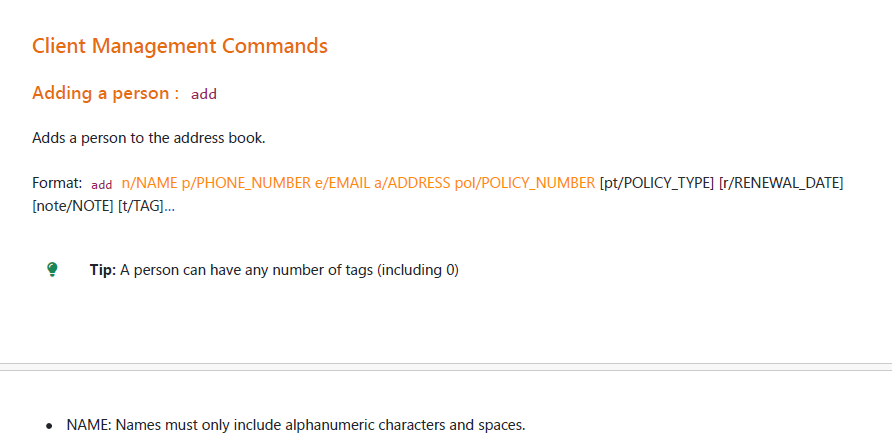 Client Management Commands
Adding a person : add
Adds a person to the address book.
Format: add n/NAME p/PHONE_NUMBER e/EMAIL a/ADDRESS pol/POLICY_NUMBER [pt/POLICY_TYPE] [r/RENEWAL_DATE]
[note/NOTE] [t/TAG]…
Tip: A person can have any number of tags (including 0)
• NAME: Names must only include alphanumeric characters and spaces.